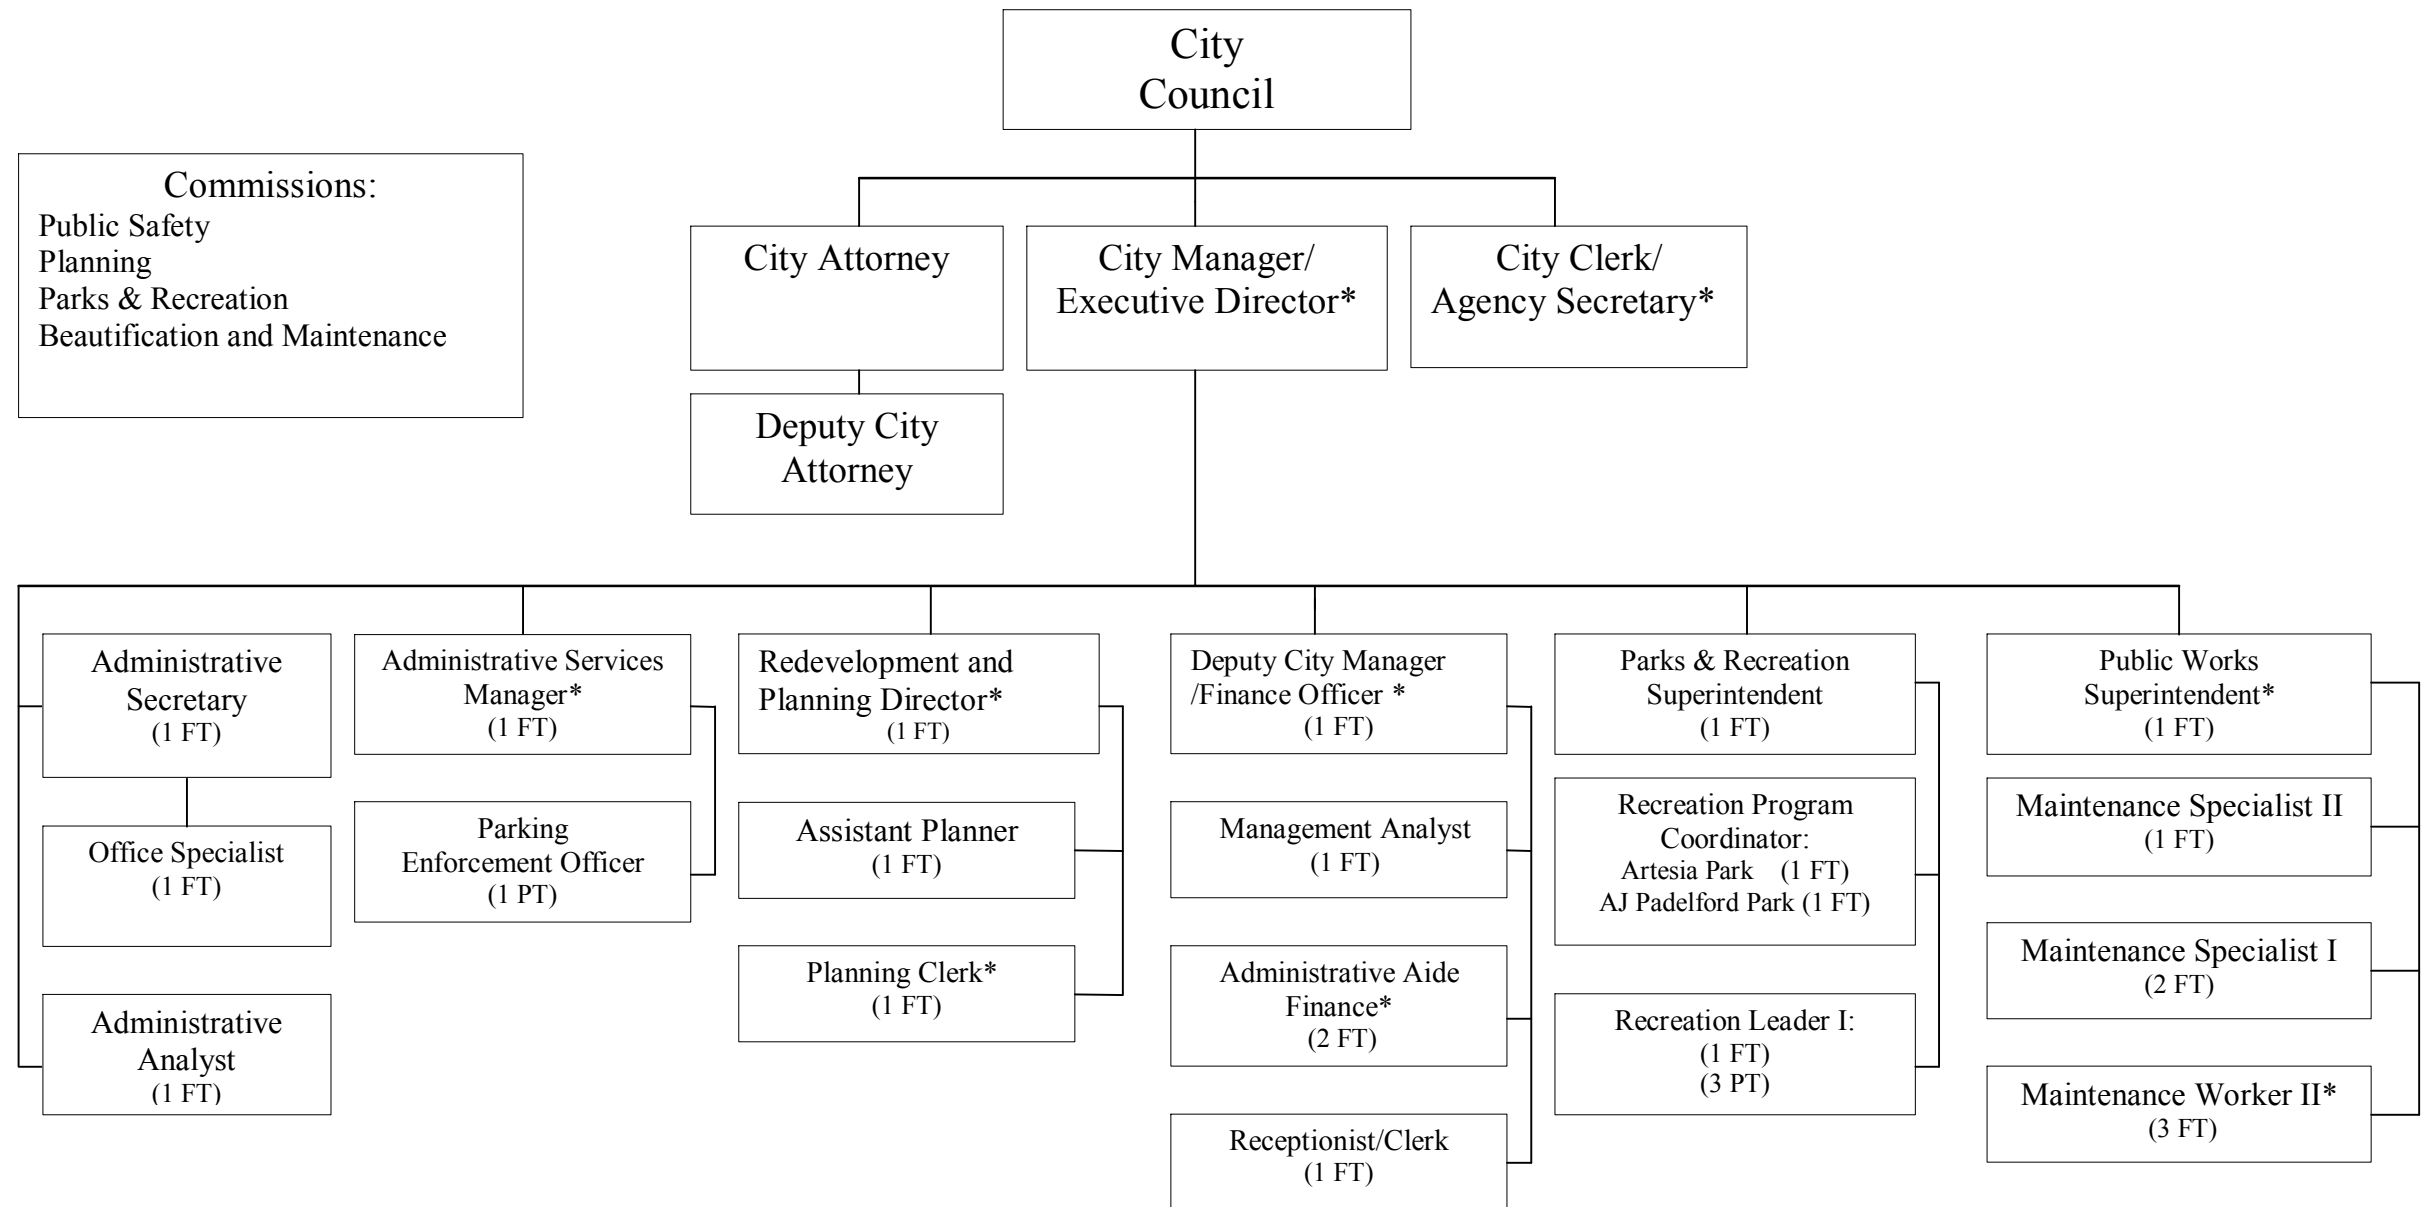 City
Council
Commissions:
Public Safety
Planning
Parks & Recreation
Beautification and Maintenance
City Attorney
City Manager/
Executive Director*
City Clerk/
Agency Secretary*
Deputy City
Attorney
Administrative
Secretary
(1 FT)
Office Specialist
(1 FT)
Administrative
Analyst
(1 FT)
Administrative Services
Manager*
(1 FT)
Parking
Enforcement Officer
(1 PT)
Redevelopment and
Planning Director*
(1 FT)
Assistant Planner
(1 FT)
Planning Clerk*
(1 FT)
Deputy City Manager
/Finance Officer *
(1 FT)
Management Analyst
(1 FT)
Administrative Aide
Finance*
(2 FT)
Receptionist/Clerk
(1 FT)
Parks & Recreation
Superintendent
(1 FT)
Recreation Program
Coordinator:
Artesia Park (1 FT)
AJ Padelford Park (1 FT)
Recreation Leader I:
(1 FT)
(3 PT)
Public Works
Superintendent*
(1 FT)
Maintenance Specialist II
(1 FT)
Maintenance Specialist I
(2 FT)
Maintenance Worker II*
(3 FT)